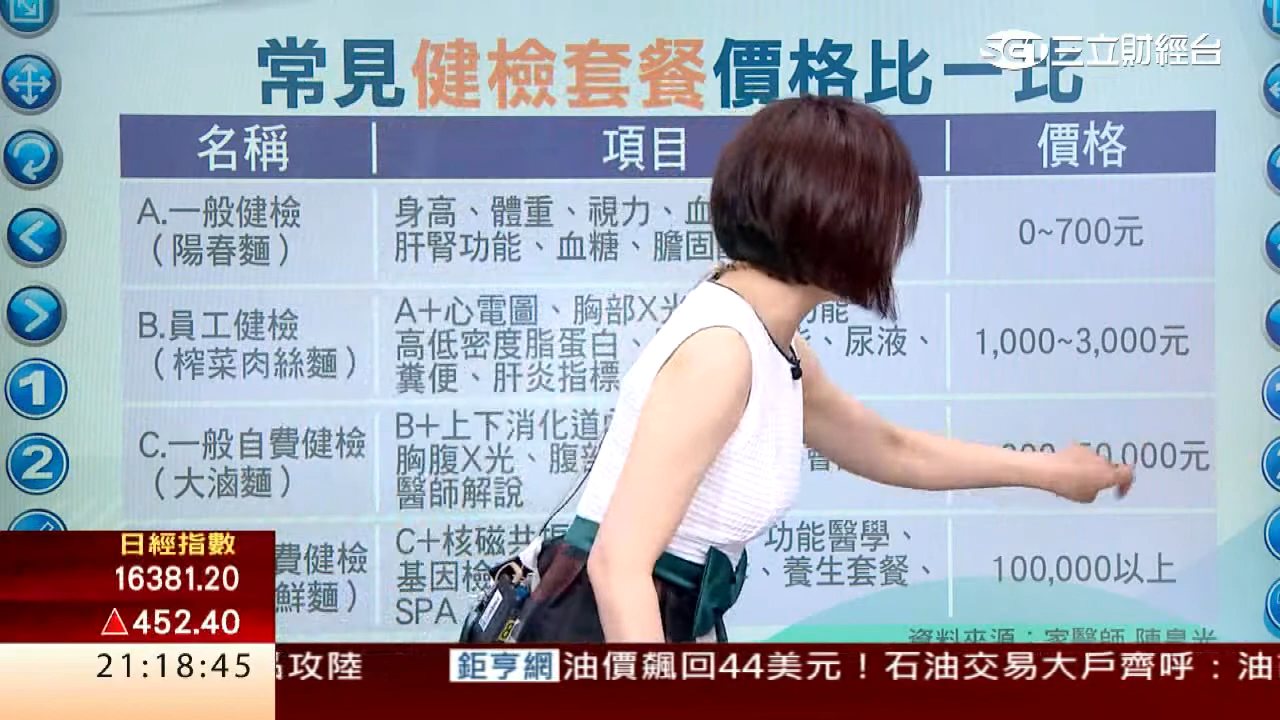 常見健檢套餐價格比一比
SET 三立財經台
名稱 項目 價格
A.一般健檢
（陽春麵）
身高、體重、視力、血
肝腎功能、血糖、膽固
0~700元
B.員工健檢
（榨菜肉絲麵）
A+心電圖、胸部X光 功能
高低密度脂蛋白、 、尿液、
糞便、肝炎指標
1,000~3,000元
C.一般自費健檢
（大滷麵）
B+上下消化道
胸腹X光、腹部
醫師解說
0,000元
費健檢
鮮麵）
C+核磁共振 功能醫學、
基因檢 、養生套餐、
SPA
100,000以上
資料來源：家醫師
日經指數
16381.20
△452.40
21:18:45
攻陸 鉅亨網 油價飆回44美元！石油交易大戶齊呼：油
1
2